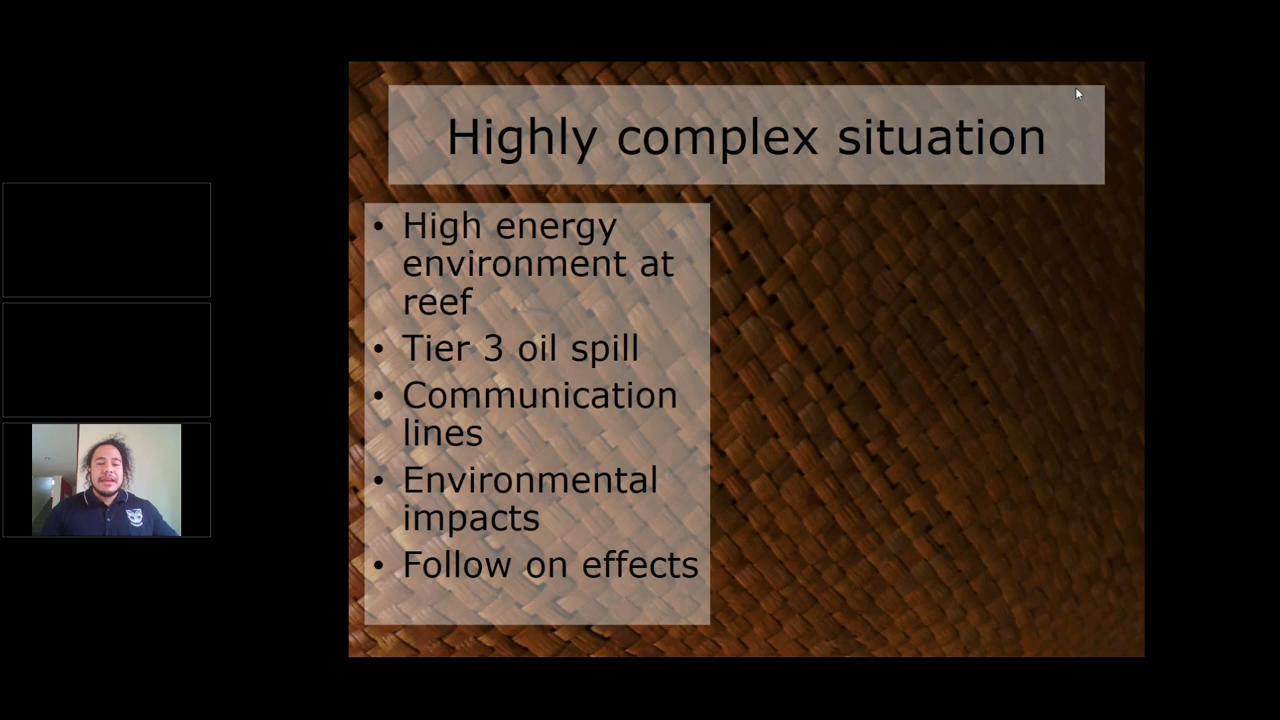 Highly complex situation
• High energy
environment at
reef
• Tier 3 oil spill
• Communication
lines
• Environmental
impacts
• Follow on effects